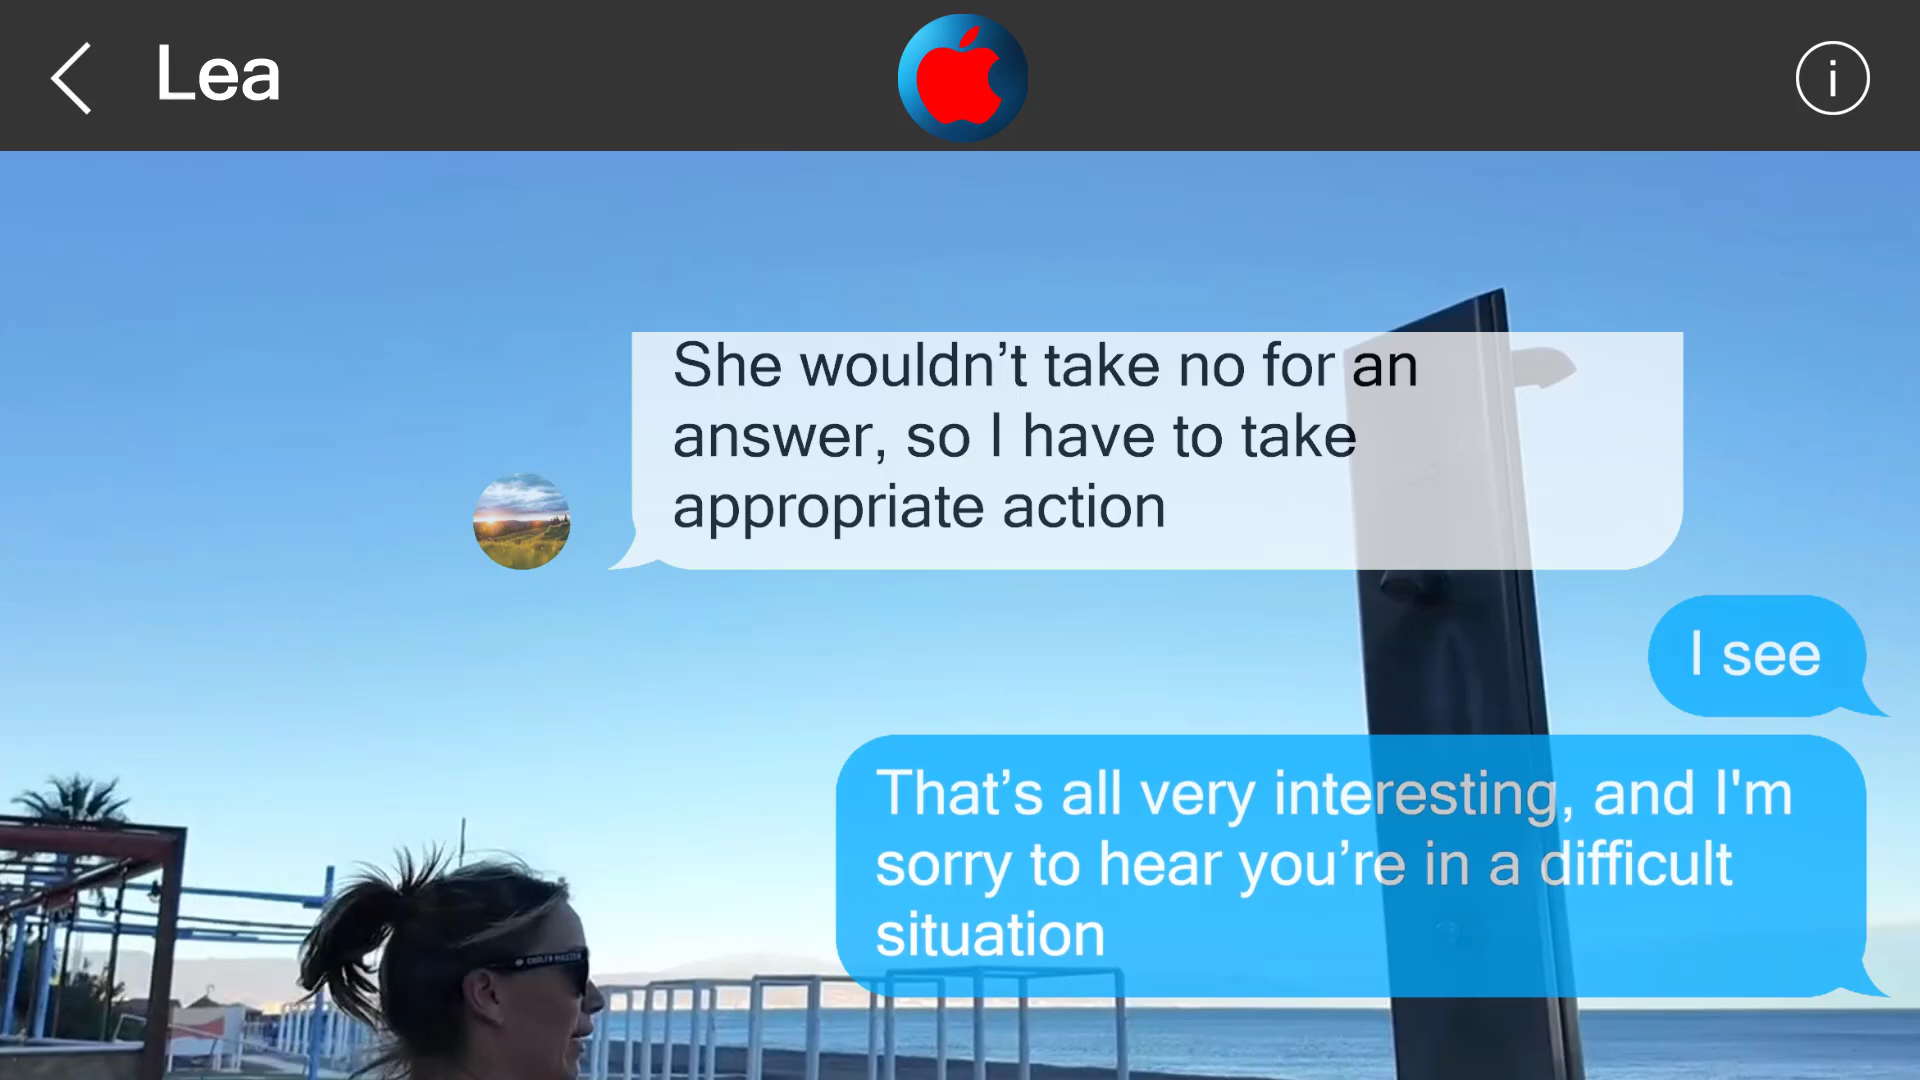 Lea
i
She wouldn’t take no for an
answer, so I have to take
appropriate action
I see
That’s all very interesting, and I'm
sorry to hear you’re in a difficult
situation